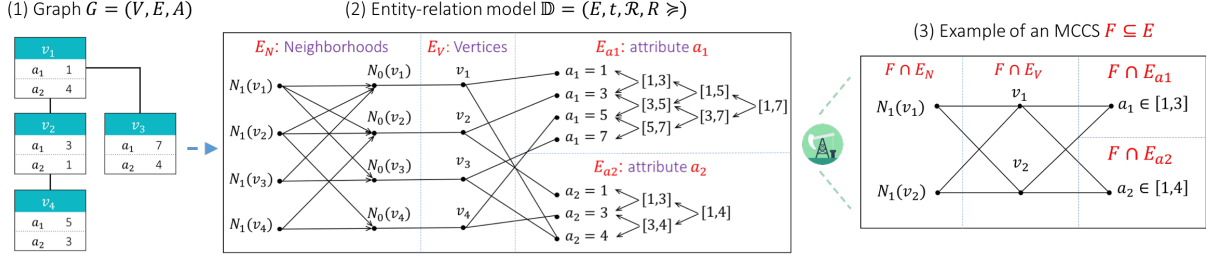 (1) Graph G = (V, E, A)
v₁
a₁ 1
a₂ 4
v₂
a₁ 3
a₂ 1
v₃
a₁ 7
a₂ 4
v₄
a₁ 5
a₂ 3
(2) Entity-relation model 𝔻 = (E, t, ℛ, R ≽)
E_N: Neighborhoods
E_V: Vertices
E_a1: attribute a₁
N₁(v₁)
N₁(v₂)
N₁(v₃)
N₁(v₄)
N₀(v₁)
N₀(v₂)
N₀(v₃)
N₀(v₄)
v₁
v₂
v₃
v₄
a₁ = 1
a₁ = 3
a₁ = 5
a₁ = 7
[1,3]
[3,5]
[5,7]
[1,5]
[3,7]
[1,7]
E_a2: attribute a₂
a₂ = 1
a₂ = 3
a₂ = 4
[1,3]
[3,4]
[1,4]
(3) Example of an MCCS F ⊆ E
F ∩ E_N
F ∩ E_V
F ∩ E_a1
N₁(v₁)
v₁
a₁ ∈ [1,3]
F ∩ E_a2
N₁(v₂)
v₂
a₂ ∈ [1,4]